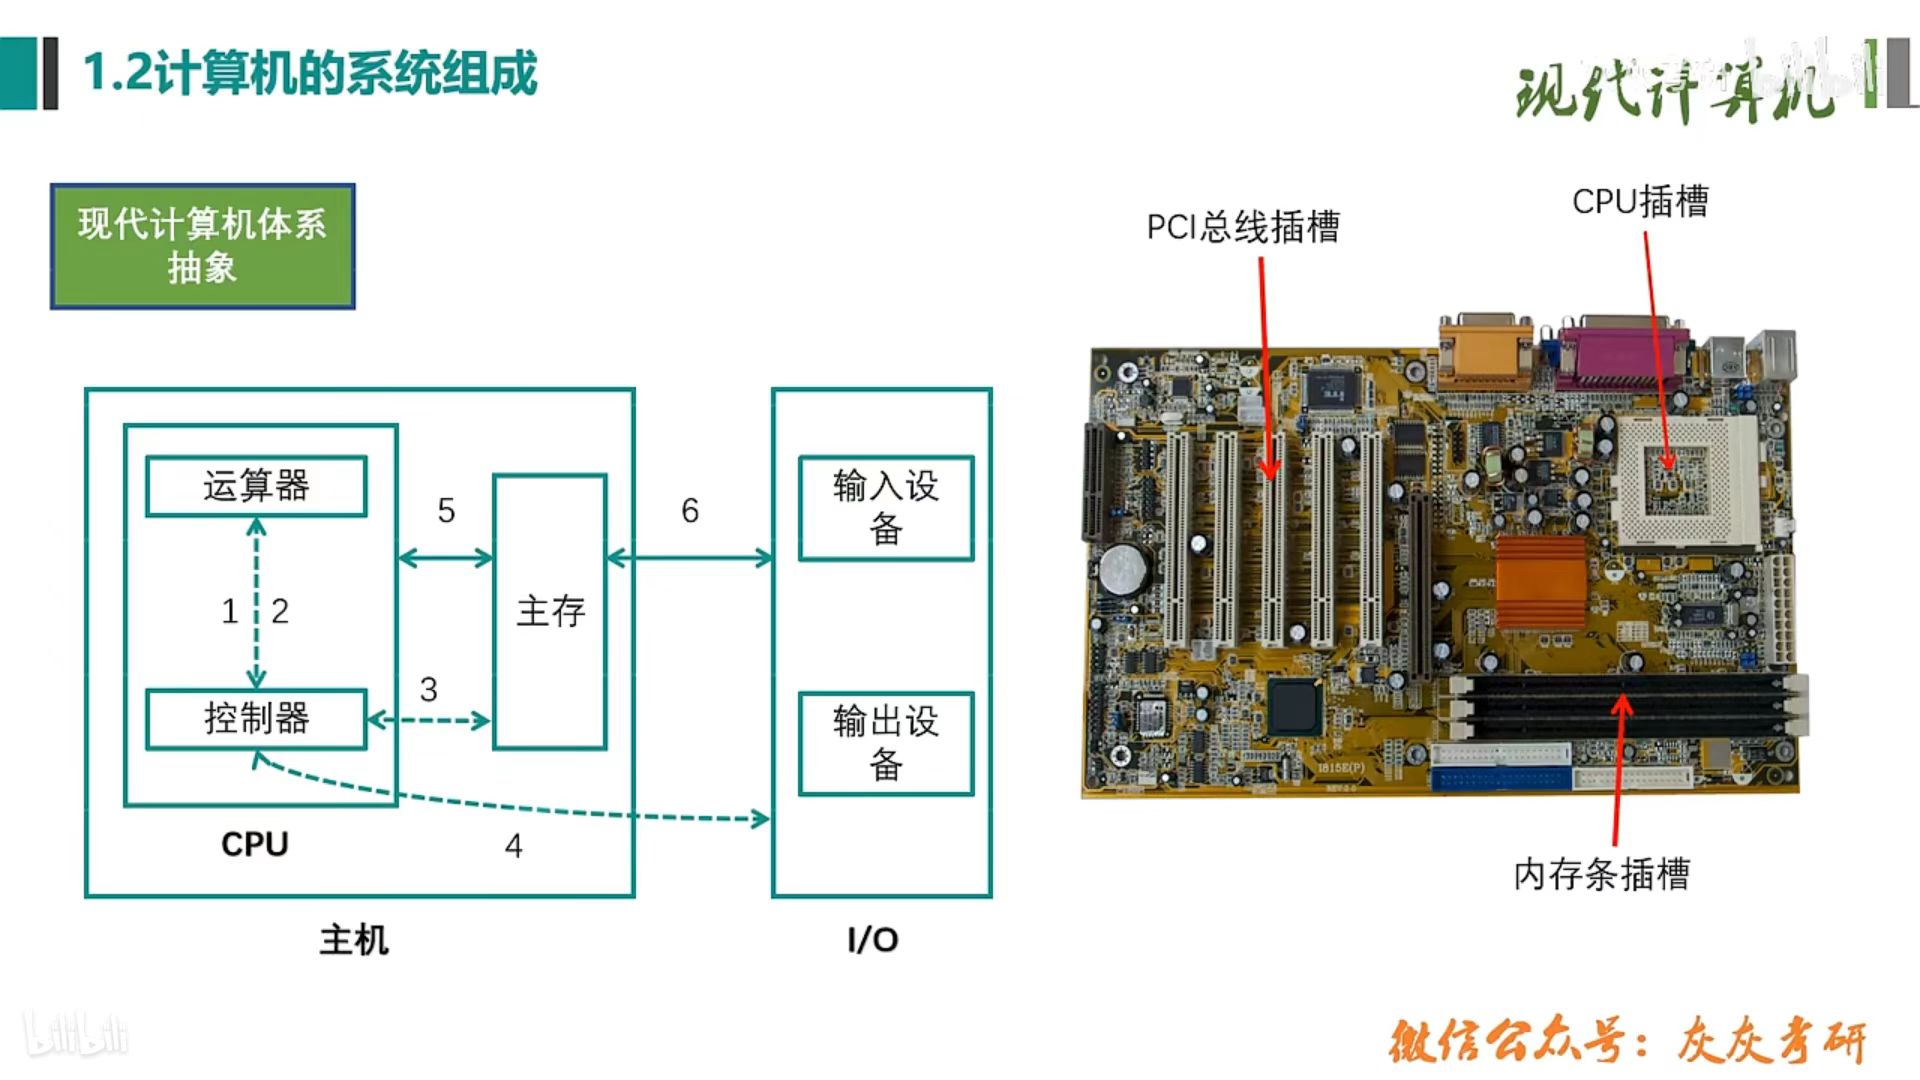 1.2计算机的系统组成
现代计算机
bilibili
现代计算机体系
抽象
PCI总线插槽
CPU插槽
运算器
控制器
CPU
主存
主机
1
2
3
4
5
6
输入设
备
输出设
备
I/O
I815E(P)
内存条插槽
bilibili
微信公众号：灰灰考研